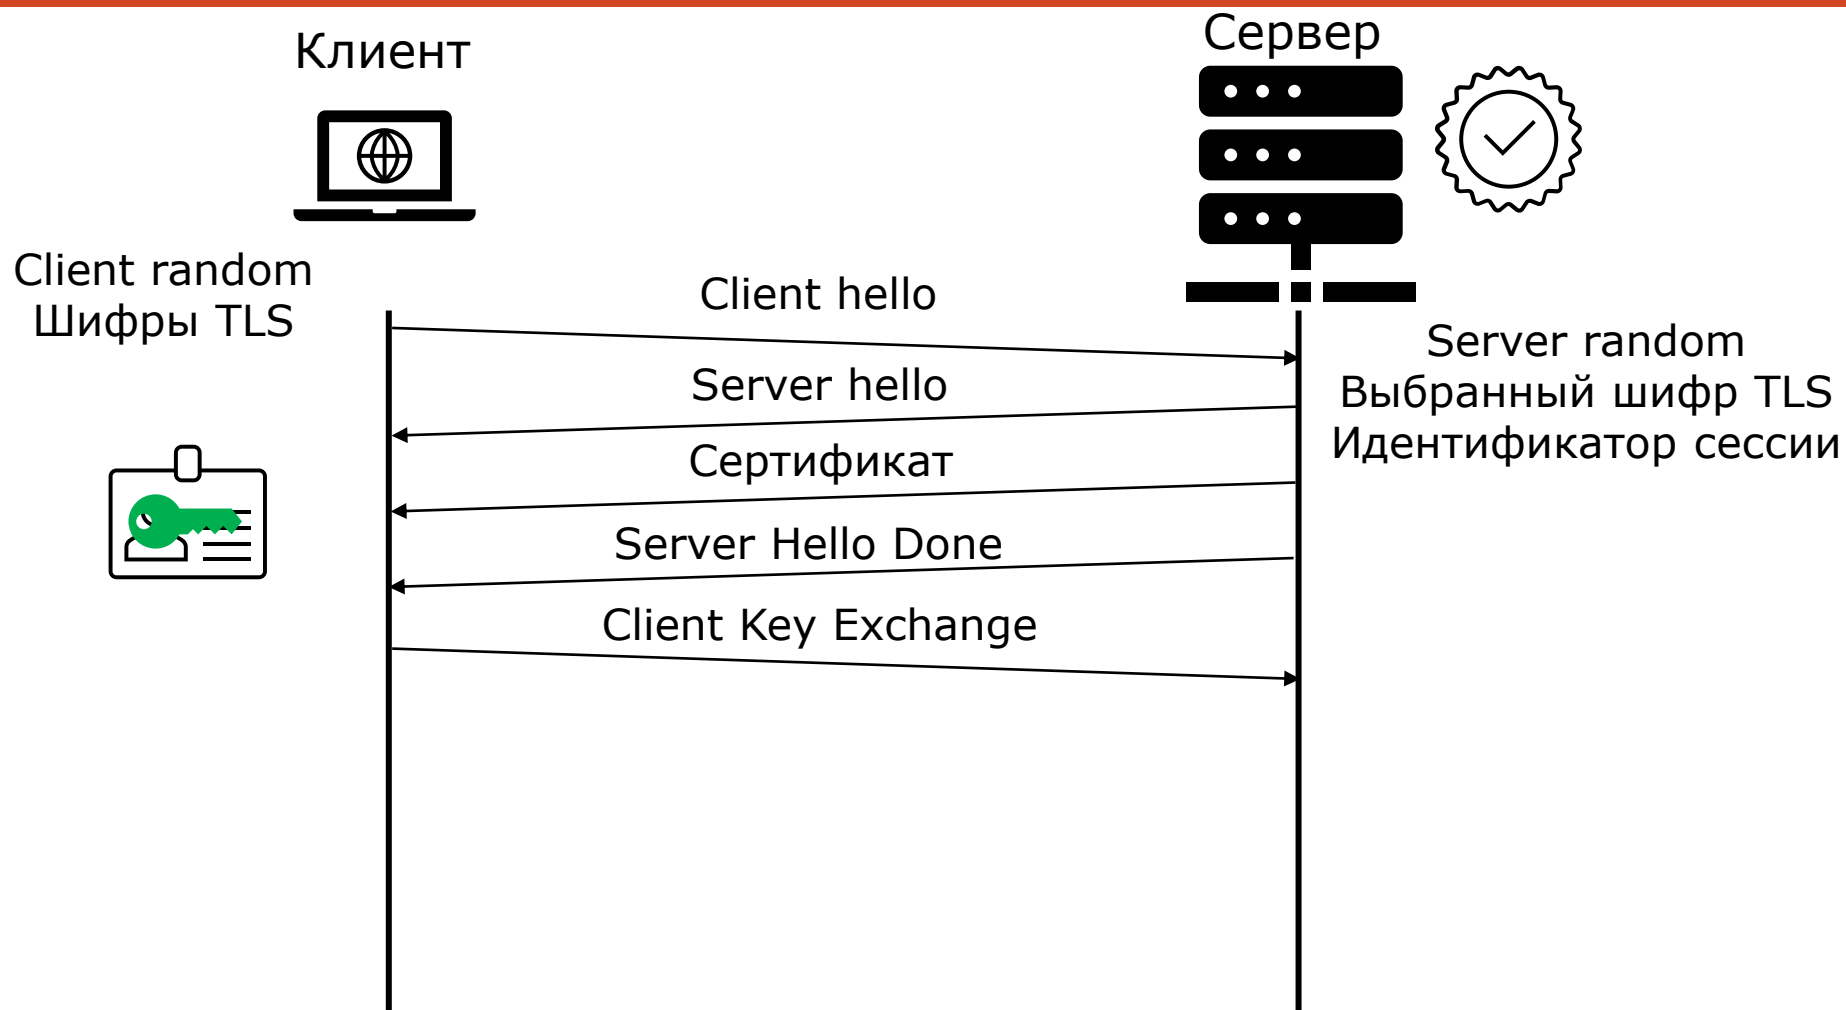 Клиент
Сервер
Client random
Шифры TLS
Client hello
Server random
Выбранный шифр TLS
Идентификатор сессии
Server hello
Сертификат
Server Hello Done
Client Key Exchange